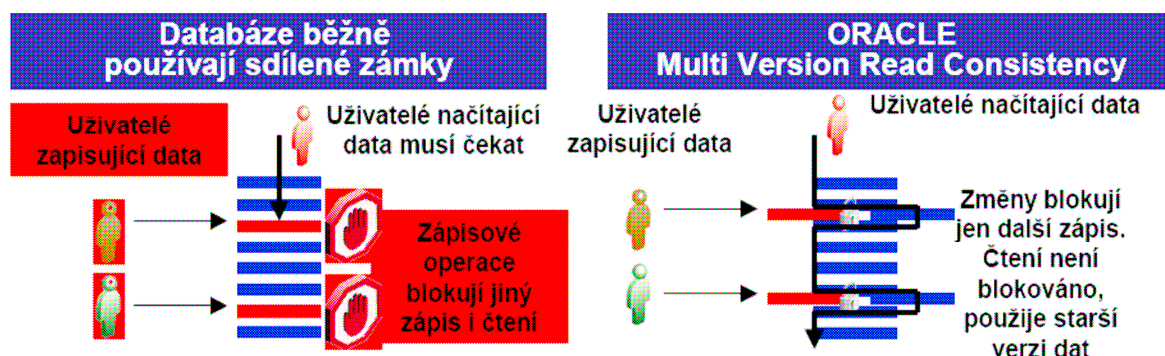 Databáze běžně
používají sdílené zámky
Uživatelé
zapisující data
Uživatelé načítající
data musí čekat
Zápisové
operace
blokují jiný
zápis i čtení
ORACLE
Multi Version Read Consistency
Uživatelé
zapisující data
Uživatelé načítající data
Změny blokují
jen další zápis.
Čtení není
blokováno,
použije starší
verzi dat